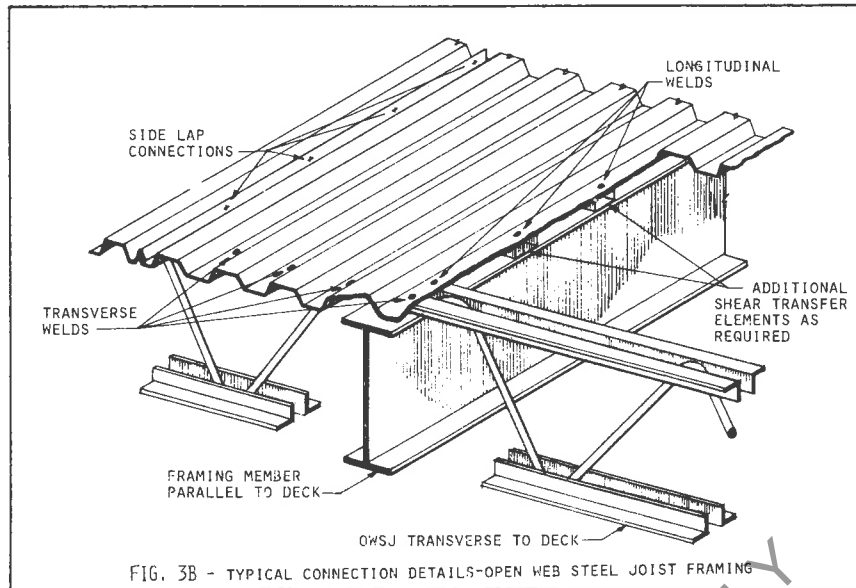 LONGITUDINAL
WELDS
SIDE LAP
CONNECTIONS
TRANSVERSE
WELDS
ADDITIONAL
SHEAR TRANSFER
ELEMENTS AS
REQUIRED
FRAMING MEMBER
PARALLEL TO DECK
OWSJ TRANSVERSE TO DECK
FIG. 3B - TYPICAL CONNECTION DETAILS-OPEN WEB STEEL JOIST FRAMING
Y